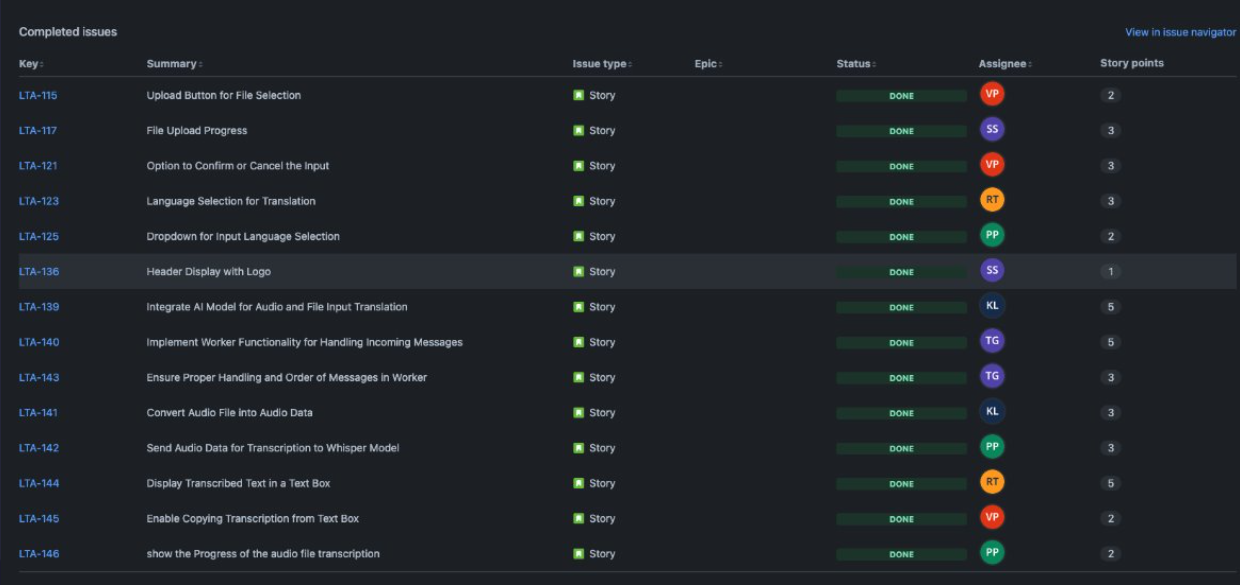 Completed issues View in issue navigator
Key Summary Issue type Epic Status Assignee Story points
LTA-115 Upload Button for File Selection Story DONE VP 2
LTA-117 File Upload Progress Story DONE SS 3
LTA-121 Option to Confirm or Cancel the Input Story DONE VP 3
LTA-123 Language Selection for Translation Story DONE RT 3
LTA-125 Dropdown for Input Language Selection Story DONE PP 2
LTA-136 Header Display with Logo Story DONE SS 1
LTA-139 Integrate AI Model for Audio and File Input Translation Story DONE KL 5
LTA-140 Implement Worker Functionality for Handling Incoming Messages Story DONE TG 5
LTA-143 Ensure Proper Handling and Order of Messages in Worker Story DONE TG 3
LTA-141 Convert Audio File into Audio Data Story DONE KL 3
LTA-142 Send Audio Data for Transcription to Whisper Model Story DONE PP 3
LTA-144 Display Transcribed Text in a Text Box Story DONE RT 5
LTA-145 Enable Copying Transcription from Text Box Story DONE VP 2
LTA-146 show the Progress of the audio file transcription Story DONE PP 2